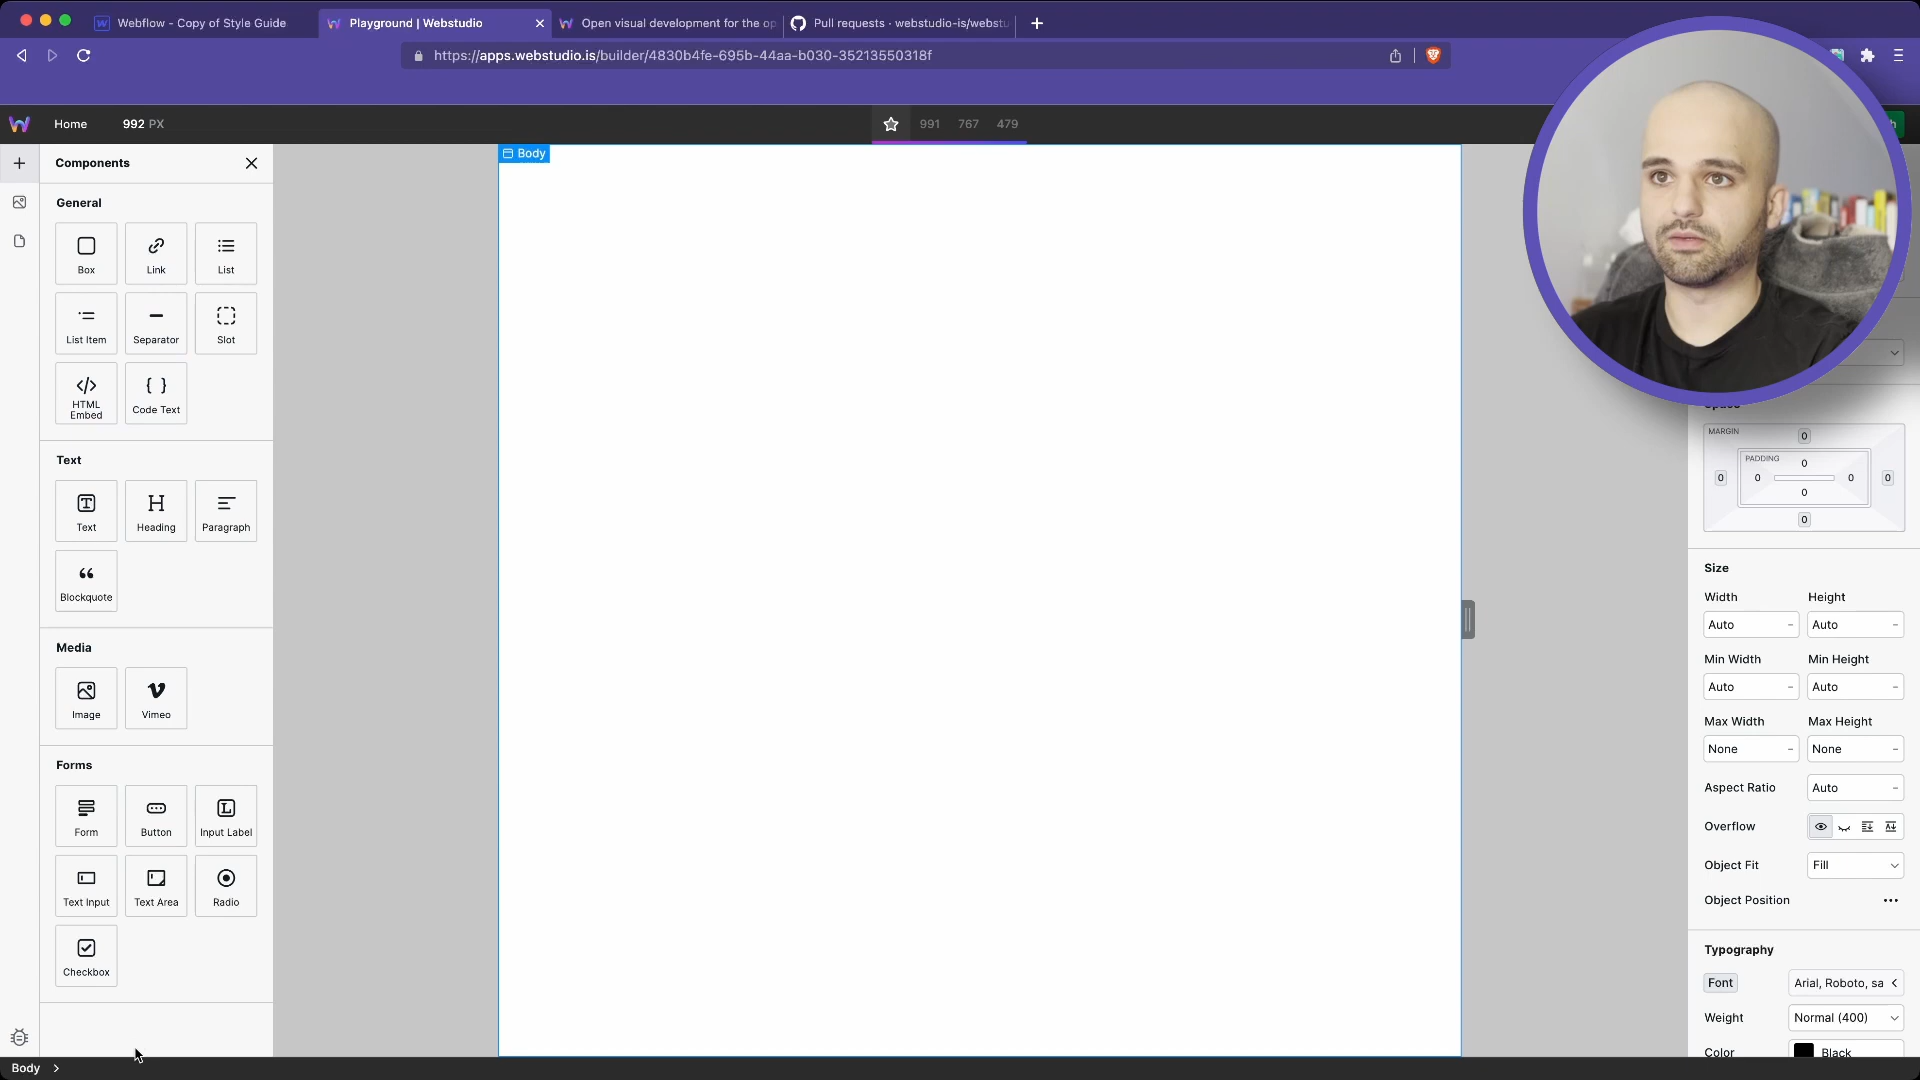 Webflow - Copy of Style Guide
Playground | Webstudio
Open visual development for the op
Pull requests · webstudio-is/webstu
https://apps.webstudio.is/builder/4830b4fe-695b-44aa-b030-35213550318f
Home
992 PX
991
767
479
Components
Body
General
Box
Link
List
List Item
Separator
Slot
HTML
Embed
Code Text
Text
Text
Heading
Paragraph
Blockquote
Media
Image
Vimeo
Forms
Form
Button
Input Label
Text Input
Text Area
Radio
Checkbox
Space
MARGIN
0
PADDING
0
0
0
0
0
0
0
Size
Width
Height
Auto
Auto
Min Width
Min Height
Auto
Auto
Max Width
Max Height
None
None
Aspect Ratio
Auto
Overflow
Object Fit
Fill
Object Position
Typography
Font
Arial, Roboto, sa
Weight
Normal (400)
Color
Black
Body